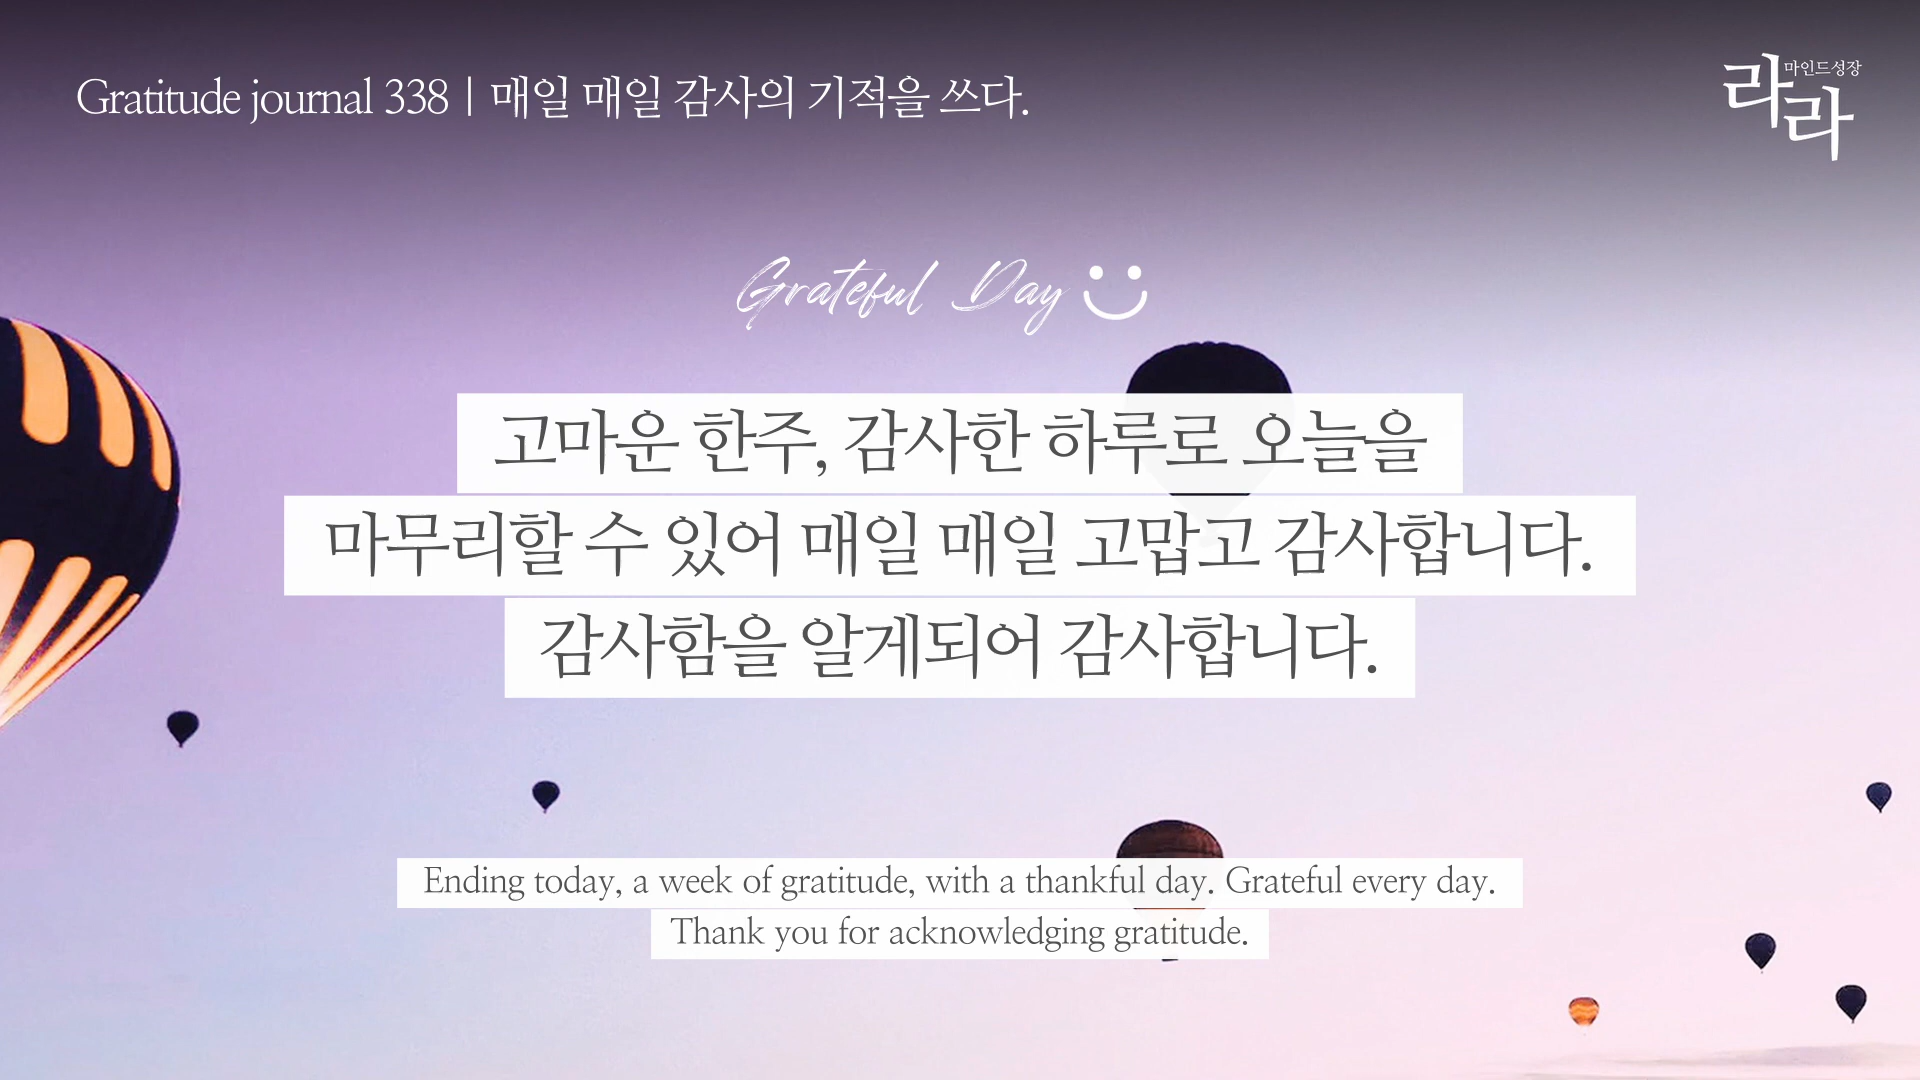 Gratitude journal 338 | 매일 매일 감사의 기적을 쓰다.
마인드성장
라라
Grateful Day
고마운 한주, 감사한 하루로 오늘을
마무리할 수 있어 매일 매일 고맙고 감사합니다.
감사함을 알게되어 감사합니다.
Ending today, a week of gratitude, with a thankful day. Grateful every day.
Thank you for acknowledging gratitude.